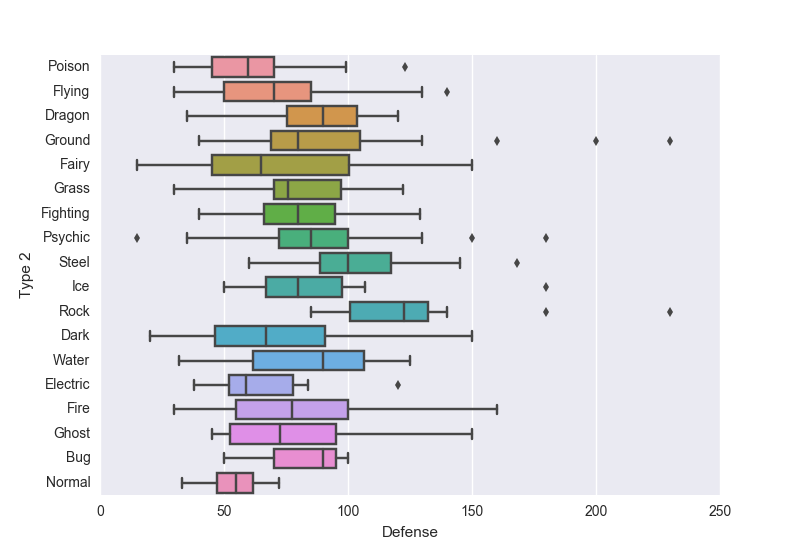 Poison
Flying
Dragon
Ground
Fairy
Grass
Fighting
Psychic
Steel
Ice
Rock
Dark
Water
Electric
Fire
Ghost
Bug
Normal
Type 2
0 50 100 150 200 250
Defense